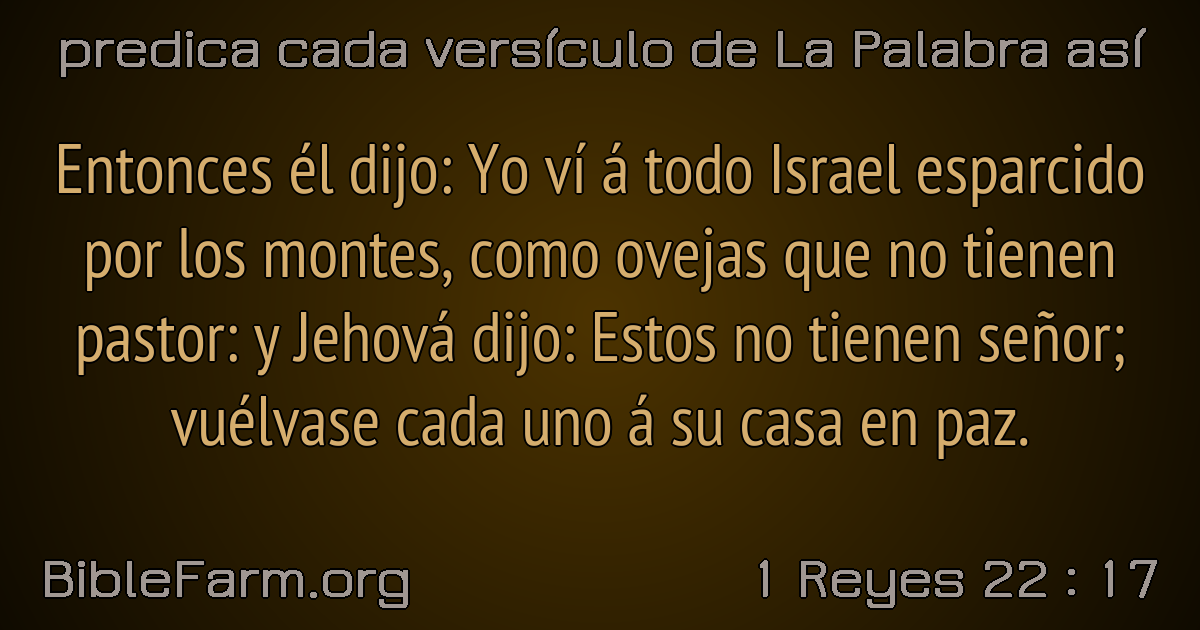 predica cada versículo de La Palabra así
Entonces él dijo: Yo ví á todo Israel esparcido
por los montes, como ovejas que no tienen
pastor: y Jehová dijo: Estos no tienen señor;
vuélvase cada uno á su casa en paz.
BibleFarm.org
1 Reyes 22 : 17